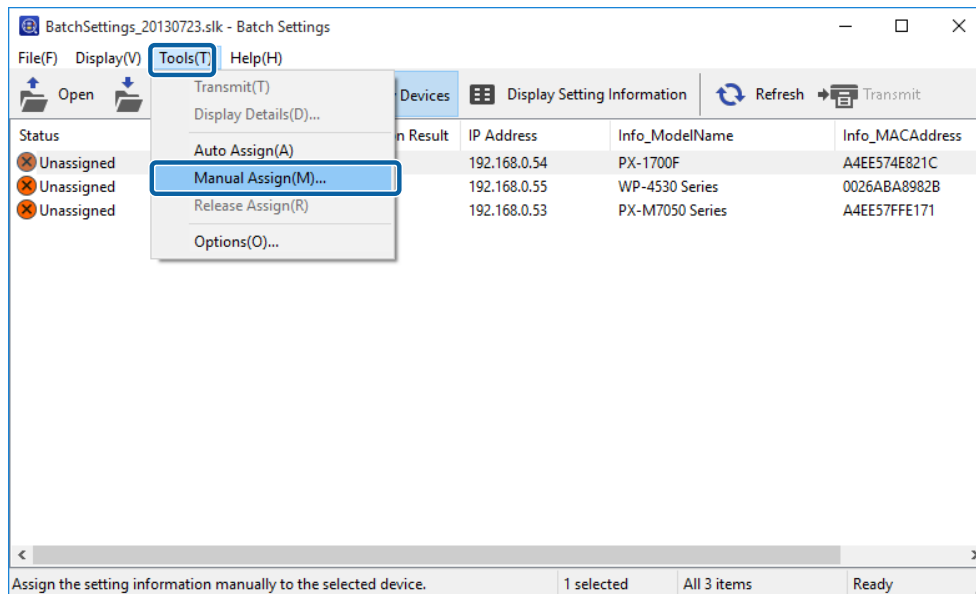 BatchSettings_20130723.slk - Batch Settings
File(F) Display(V) Tools(T) Help(H)
Open Devices Display Setting Information Refresh Transmit
Transmit(T)
Display Details(D)...
Auto Assign(A)
Manual Assign(M)...
Release Assign(R)
Options(O)...
Status Result IP Address Info_ModelName Info_MACAddress
Unassigned 192.168.0.54 PX-1700F A4EE574E821C
Unassigned 192.168.0.55 WP-4530 Series 0026ABA8982B
Unassigned 192.168.0.53 PX-M7050 Series A4EE57FFE171
Assign the setting information manually to the selected device. 1 selected All 3 items Ready